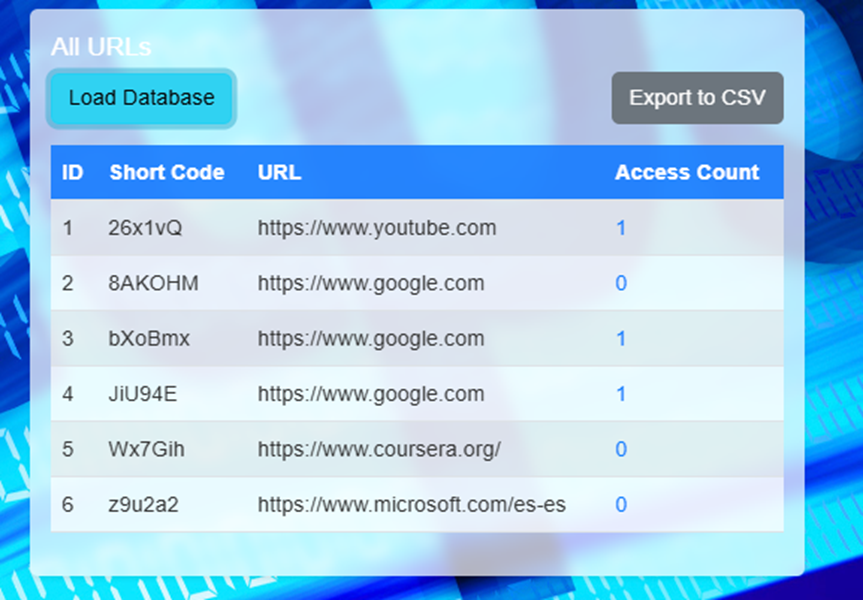 All URLs
Load Database Export to CSV
ID Short Code URL Access Count
1 26x1vQ https://www.youtube.com 1
2 8AKOHM https://www.google.com 0
3 bXoBmx https://www.google.com 1
4 JiU94E https://www.google.com 1
5 Wx7Gih https://www.coursera.org/ 0
6 z9u2a2 https://www.microsoft.com/es-es 0